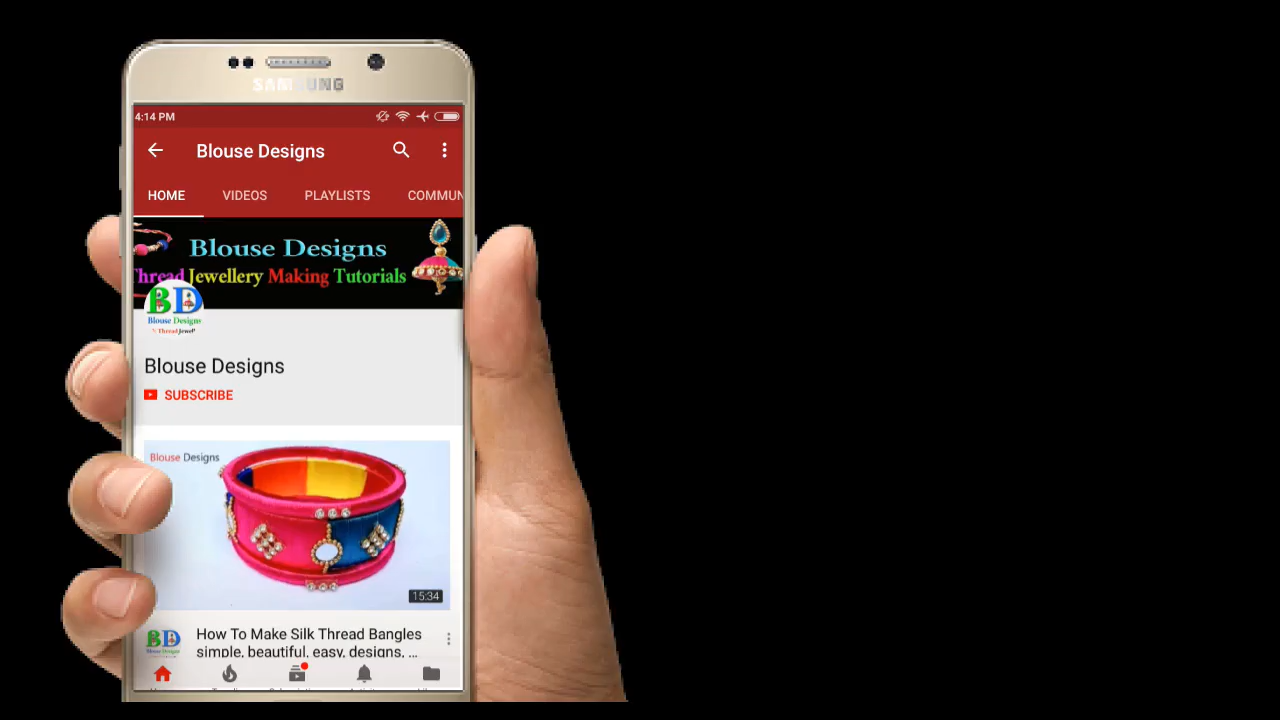 SAMSUNG
4:14 PM
Blouse Designs
HOME VIDEOS PLAYLISTS COMMUN
Blouse Designs
Thread Jewellery Making Tutorials
BD
Blouse Designs
Blouse Designs
SUBSCRIBE
Blouse Designs
15:34
BD
How To Make Silk Thread Bangles
simple, beautiful, easy, designs, ...